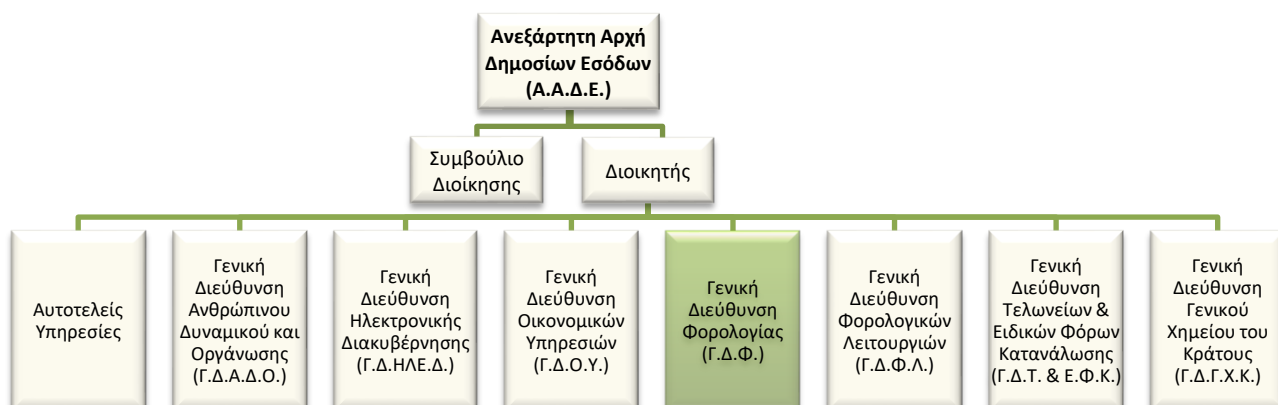 Ανεξάρτητη Αρχή
Δημοσίων Εσόδων
(Α.Α.Δ.Ε.)
Συμβούλιο
Διοίκησης
Διοικητής
Αυτοτελείς
Υπηρεσίες
Γενική
Διεύθυνση
Ανθρώπινου
Δυναμικού και
Οργάνωσης
(Γ.Δ.Α.Δ.Ο.)
Γενική
Διεύθυνση
Ηλεκτρονικής
Διακυβέρνησης
(Γ.Δ.ΗΛΕ.Δ.)
Γενική
Διεύθυνση
Οικονομικών
Υπηρεσιών
(Γ.Δ.Ο.Υ.)
Γενική
Διεύθυνση
Φορολογίας
(Γ.Δ.Φ.)
Γενική
Διεύθυνση
Φορολογικών
Λειτουργιών
(Γ.Δ.Φ.Λ.)
Γενική
Διεύθυνση
Τελωνείων &
Ειδικών Φόρων
Κατανάλωσης
(Γ.Δ.Τ. & Ε.Φ.Κ.)
Γενική
Διεύθυνση
Γενικού
Χημείου του
Κράτους
(Γ.Δ.Γ.Χ.Κ.)